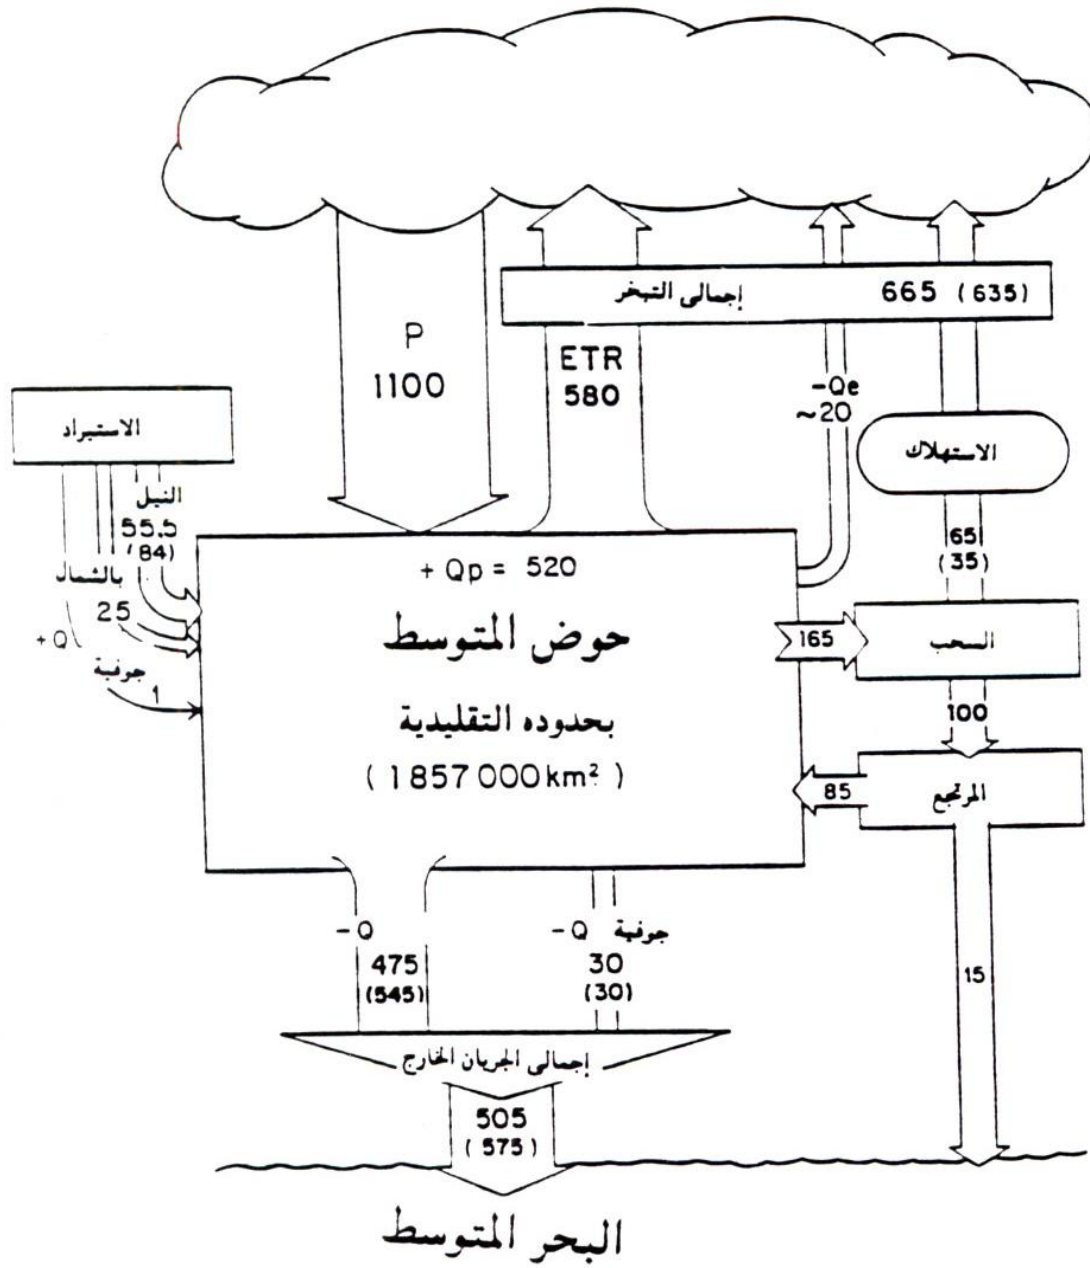 إجمالى التبخر 665 (635)
P
1100
ETR
580
-Qe
~20
الاستيراد
الاستهلاك
النيل
55.5
(84)
65
(35)
بالشمال
25
+Q
جوفية
1
+ Qp = 520
حوض المتوسط
بحدوده التقليدية
(1 857 000 km²)
165
السحب
100
85
المرتجع
-Q
475
(545)
-Q جوفية
30
(30)
15
إجمالى الجريان الخارج
505
(575)
البحر المتوسط